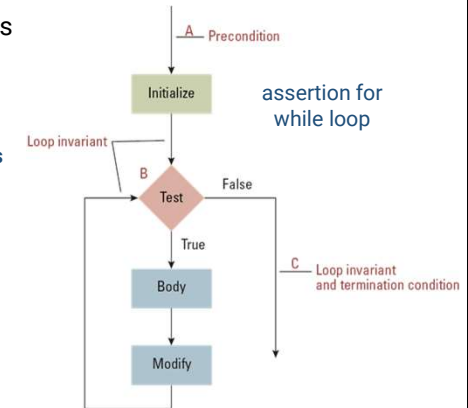 s
A
Precondition
Initialize
assertion for
while loop
Loop invariant
s
B
Test
False
True
C
Loop invariant
and termination condition
Body
Modify